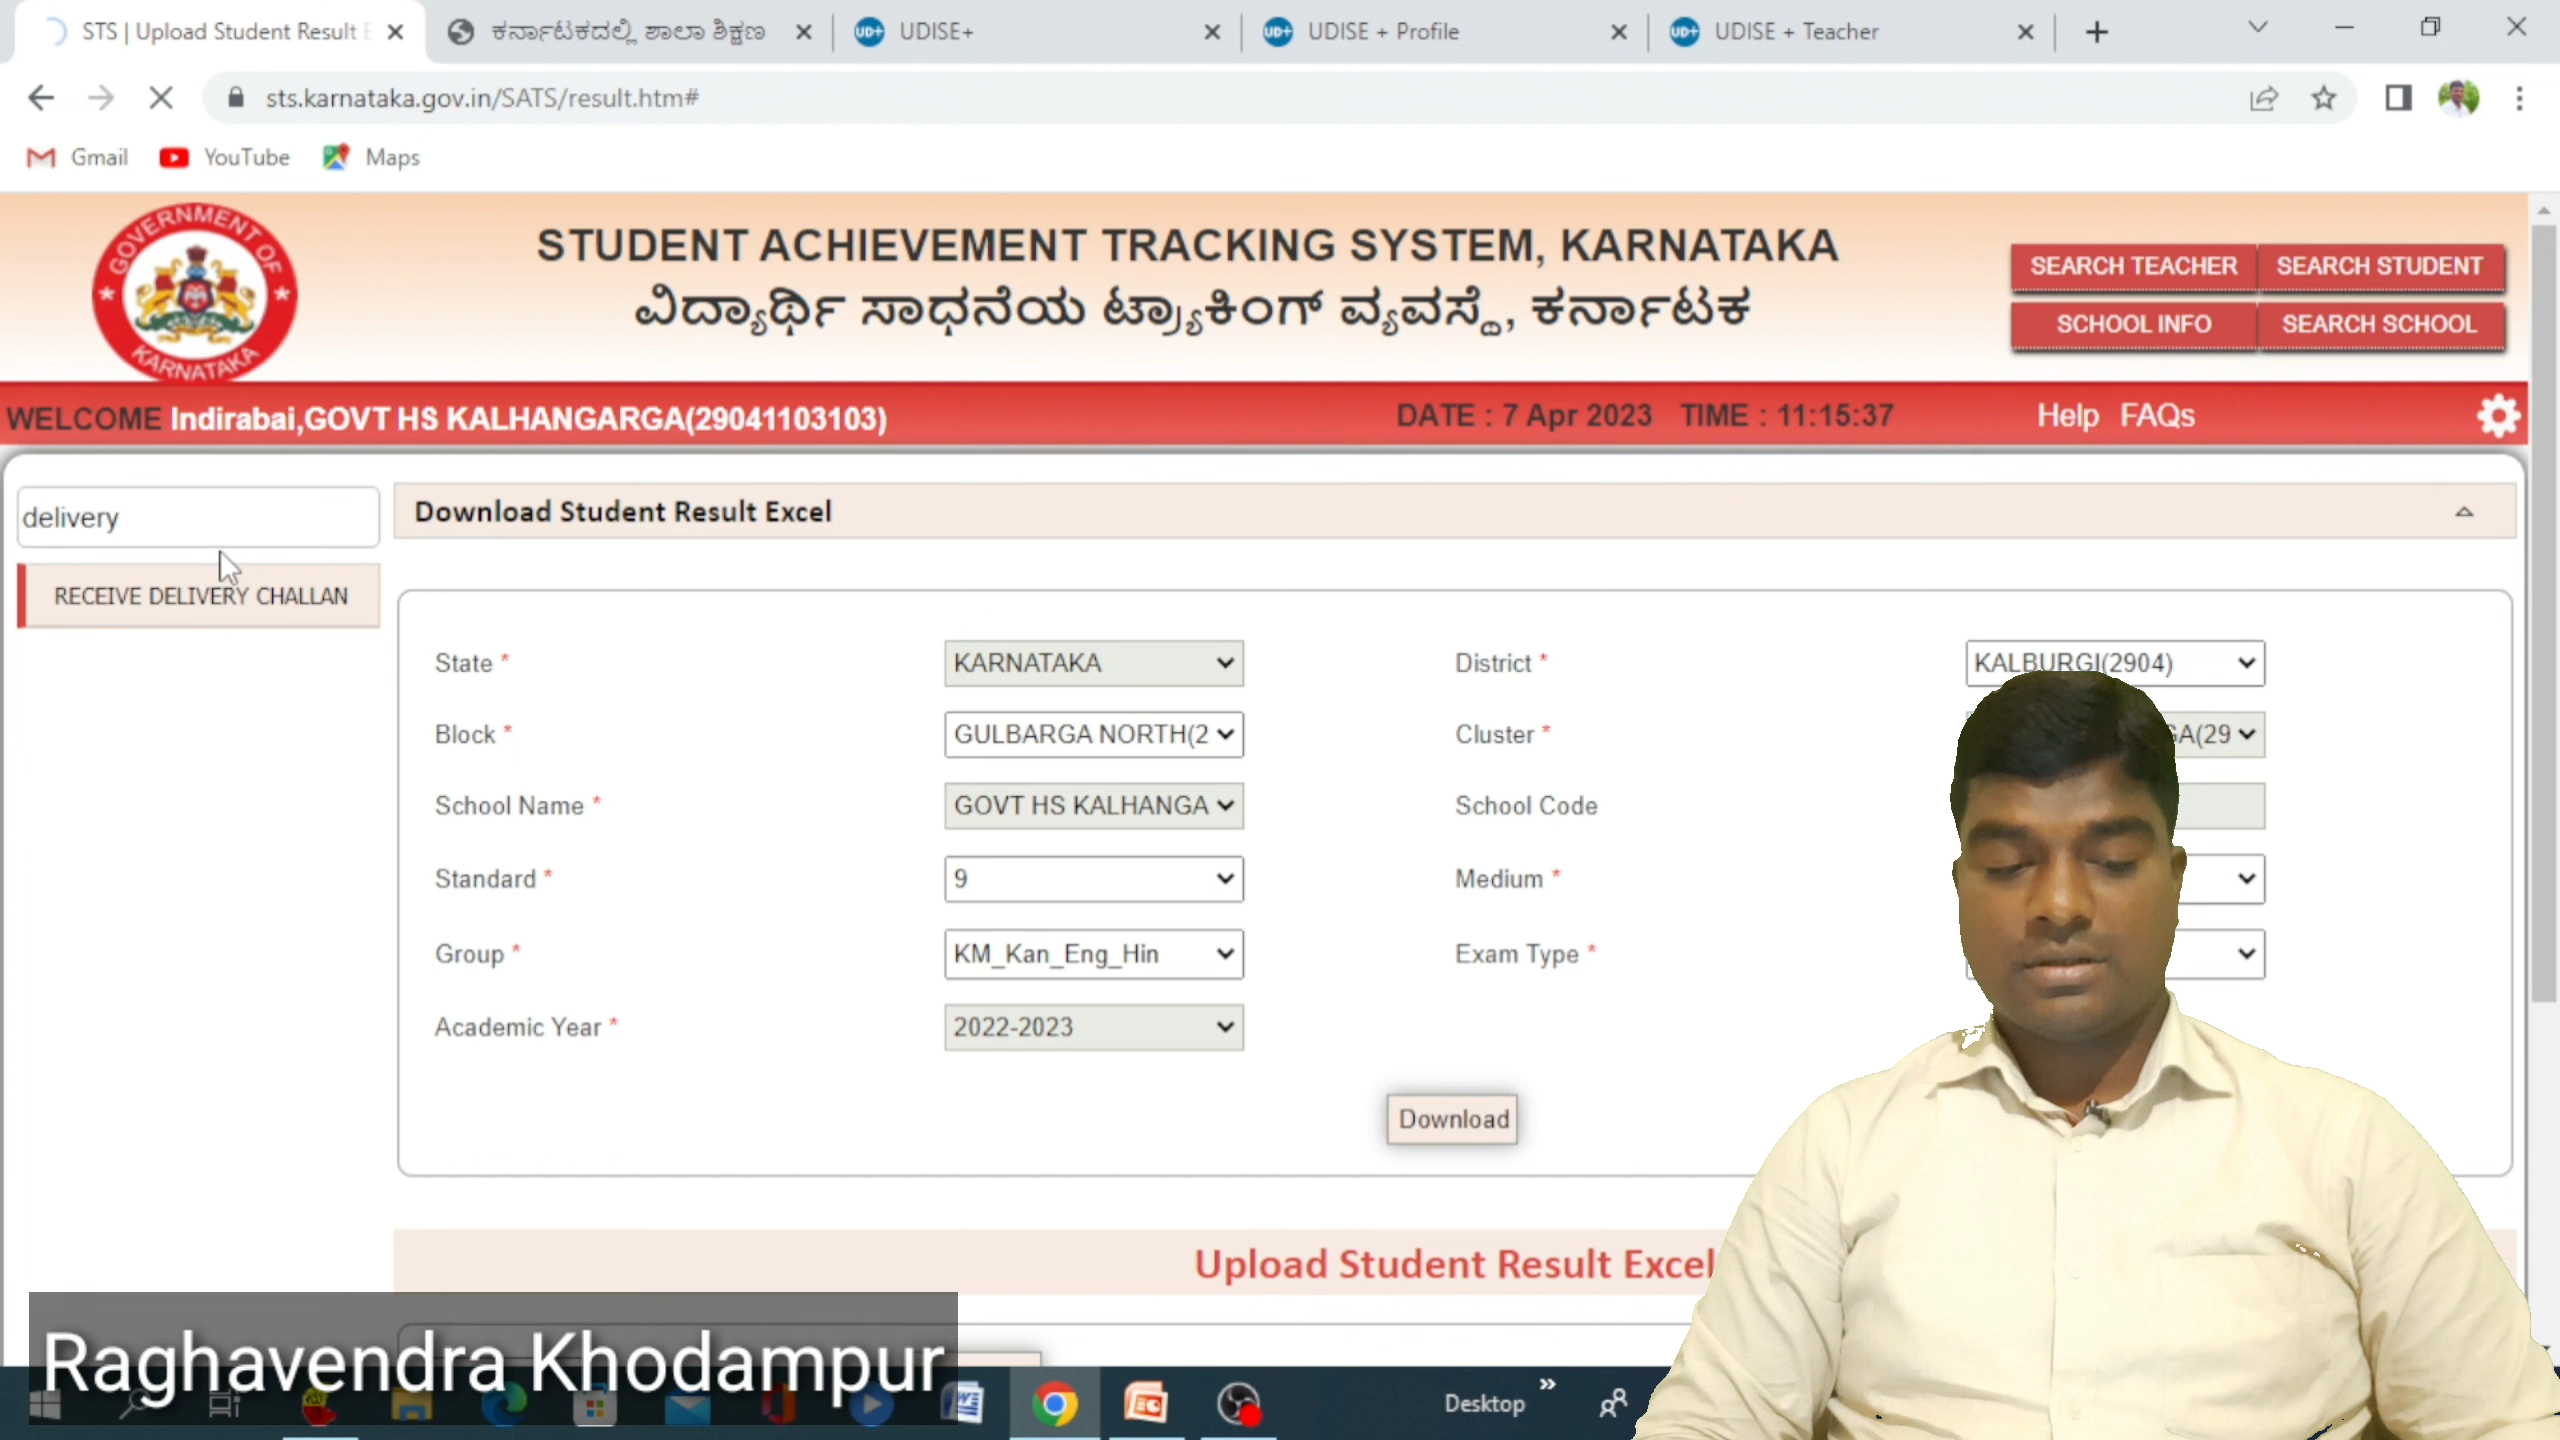 STS | Upload Student Result E
ಕರ್ನಾಟಕದಲ್ಲಿ ಶಾಲಾ ಶಿಕ್ಷಣ
UDISE+
UDISE + Profile
UDISE + Teacher
sts.karnataka.gov.in/SATS/result.htm#
Gmail YouTube Maps
GOVERNMENT OF
KARNATAKA
STUDENT ACHIEVEMENT TRACKING SYSTEM, KARNATAKA
ವಿದ್ಯಾರ್ಥಿ ಸಾಧನೆಯ ಟ್ರ್ಯಾಕಿಂಗ್ ವ್ಯವಸ್ಥೆ, ಕರ್ನಾಟಕ
SEARCH TEACHER SEARCH STUDENT
SCHOOL INFO SEARCH SCHOOL
WELCOME Indirabai,GOVT HS KALHANGARGA(29041103103)
DATE : 7 Apr 2023 TIME : 11:15:37
Help FAQs
delivery
RECEIVE DELIVERY CHALLAN
Download Student Result Excel
State * KARNATAKA District * KALBURGI(2904)
Block * GULBARGA NORTH(2 Cluster * GA(29
School Name * GOVT HS KALHANGA School Code
Standard * 9 Medium *
Group * KM_Kan_Eng_Hin Exam Type *
Academic Year * 2022-2023
Download
Upload Student Result Excel
Raghavendra Khodampur
Desktop